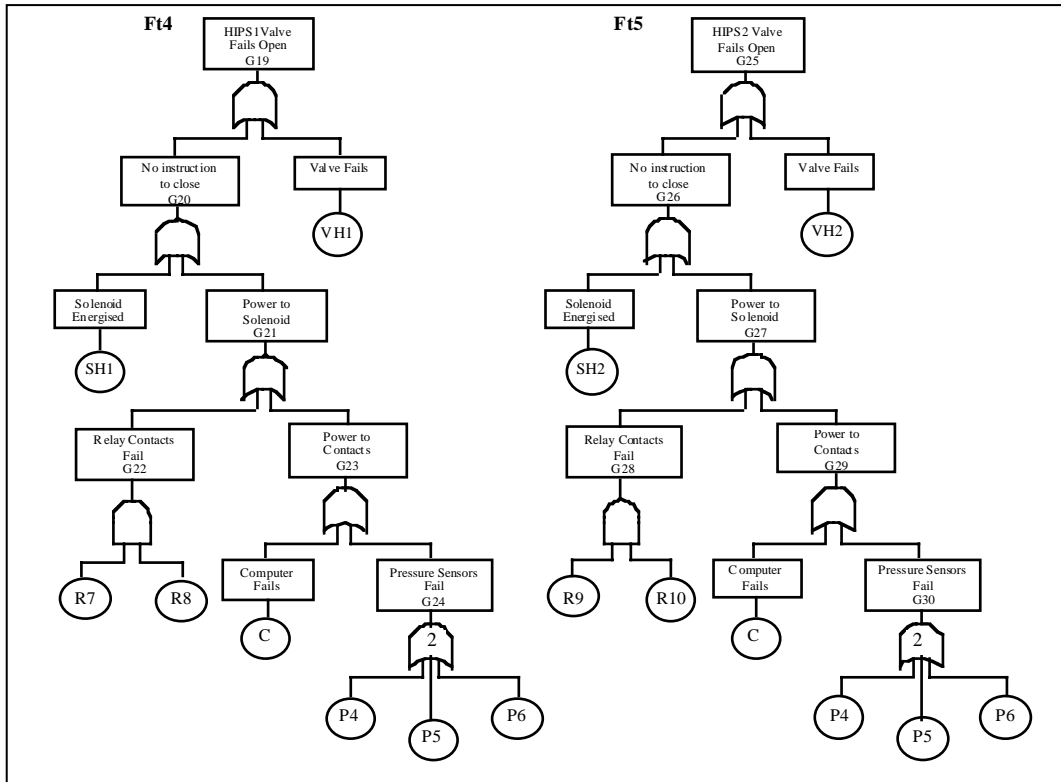 Ft4
HIPS1 Valve
Fails Open
G19
No instruction
to close
G20
Valve Fails
VH1
Solenoid
Energised
SH1
Power to
Solenoid
G21
Relay Contacts
Fail
G22
R7
R8
Power to
Contacts
G23
Computer
Fails
C
Pressure Sensors
Fail
G24
2
P4
P5
P6
Ft5
HIPS2 Valve
Fails Open
G25
No instruction
to close
G26
Valve Fails
VH2
Solenoid
Energised
SH2
Power to
Solenoid
G27
Relay Contacts
Fail
G28
R9
R10
Power to
Contacts
G29
Computer
Fails
C
Pressure Sensors
Fail
G30
2
P4
P5
P6